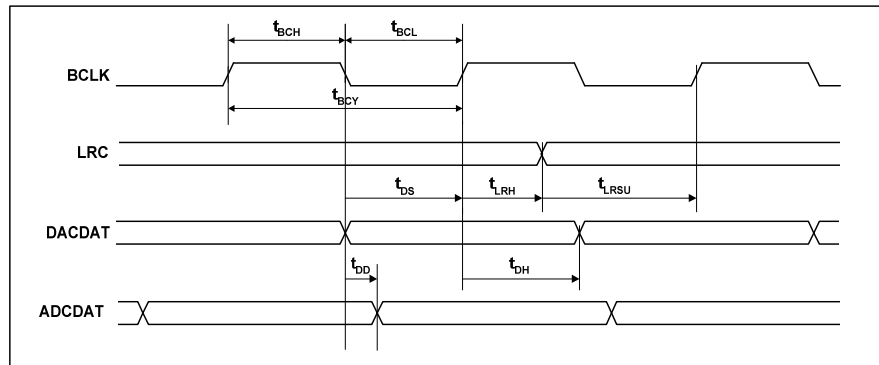 tBCH tBCL
BCLK
tBCY
LRC
tDS tLRH tLRSU
DACDAT
tDD tDH
ADCDAT